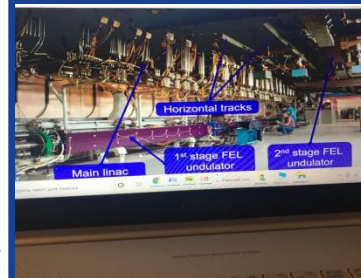 Horizontal tracks
Main linac
1st stage FEL
undulator
2nd stage FEL
undulator